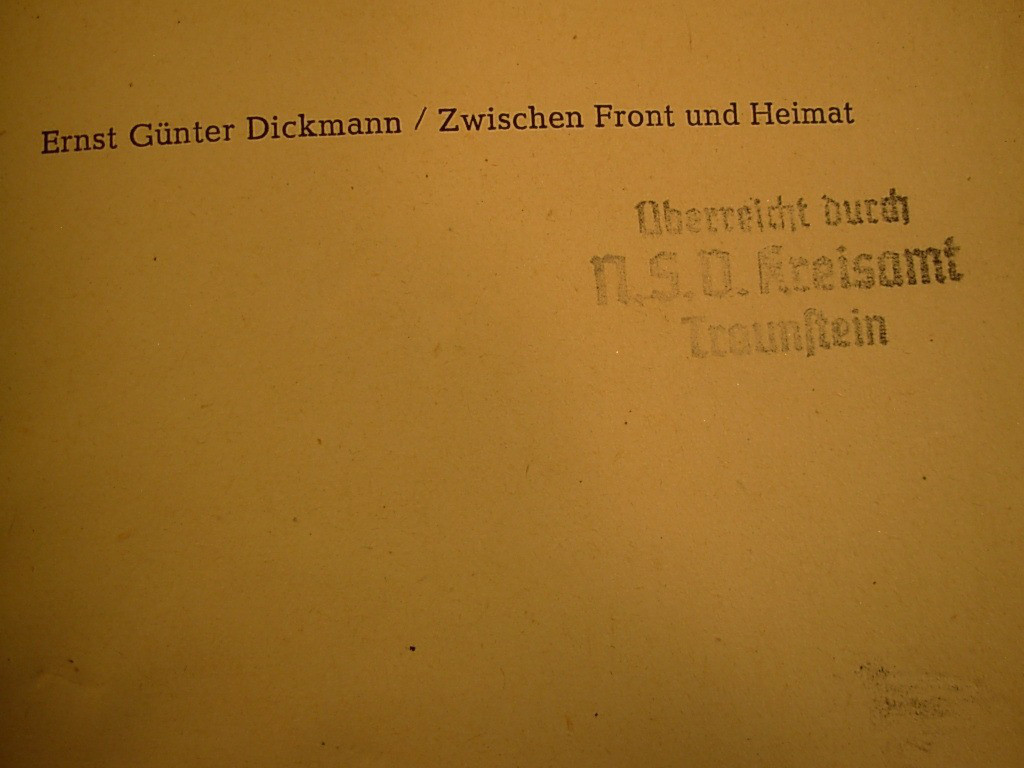 Ernst Günter Dickmann / Zwischen Front und Heimat
Überreicht durch
N.S.D. Kreisamt
Traunstein